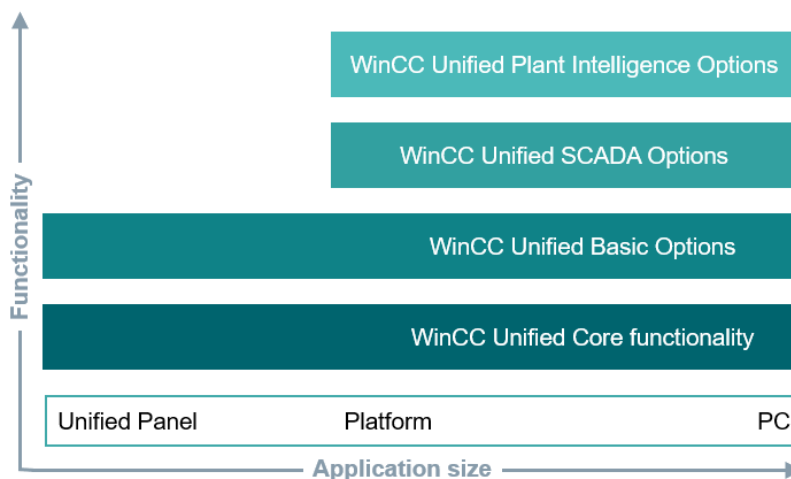 WinCC Unified Plant Intelligence Options
WinCC Unified SCADA Options
WinCC Unified Basic Options
WinCC Unified Core functionality
Unified Panel Platform PC
Functionality
Application size